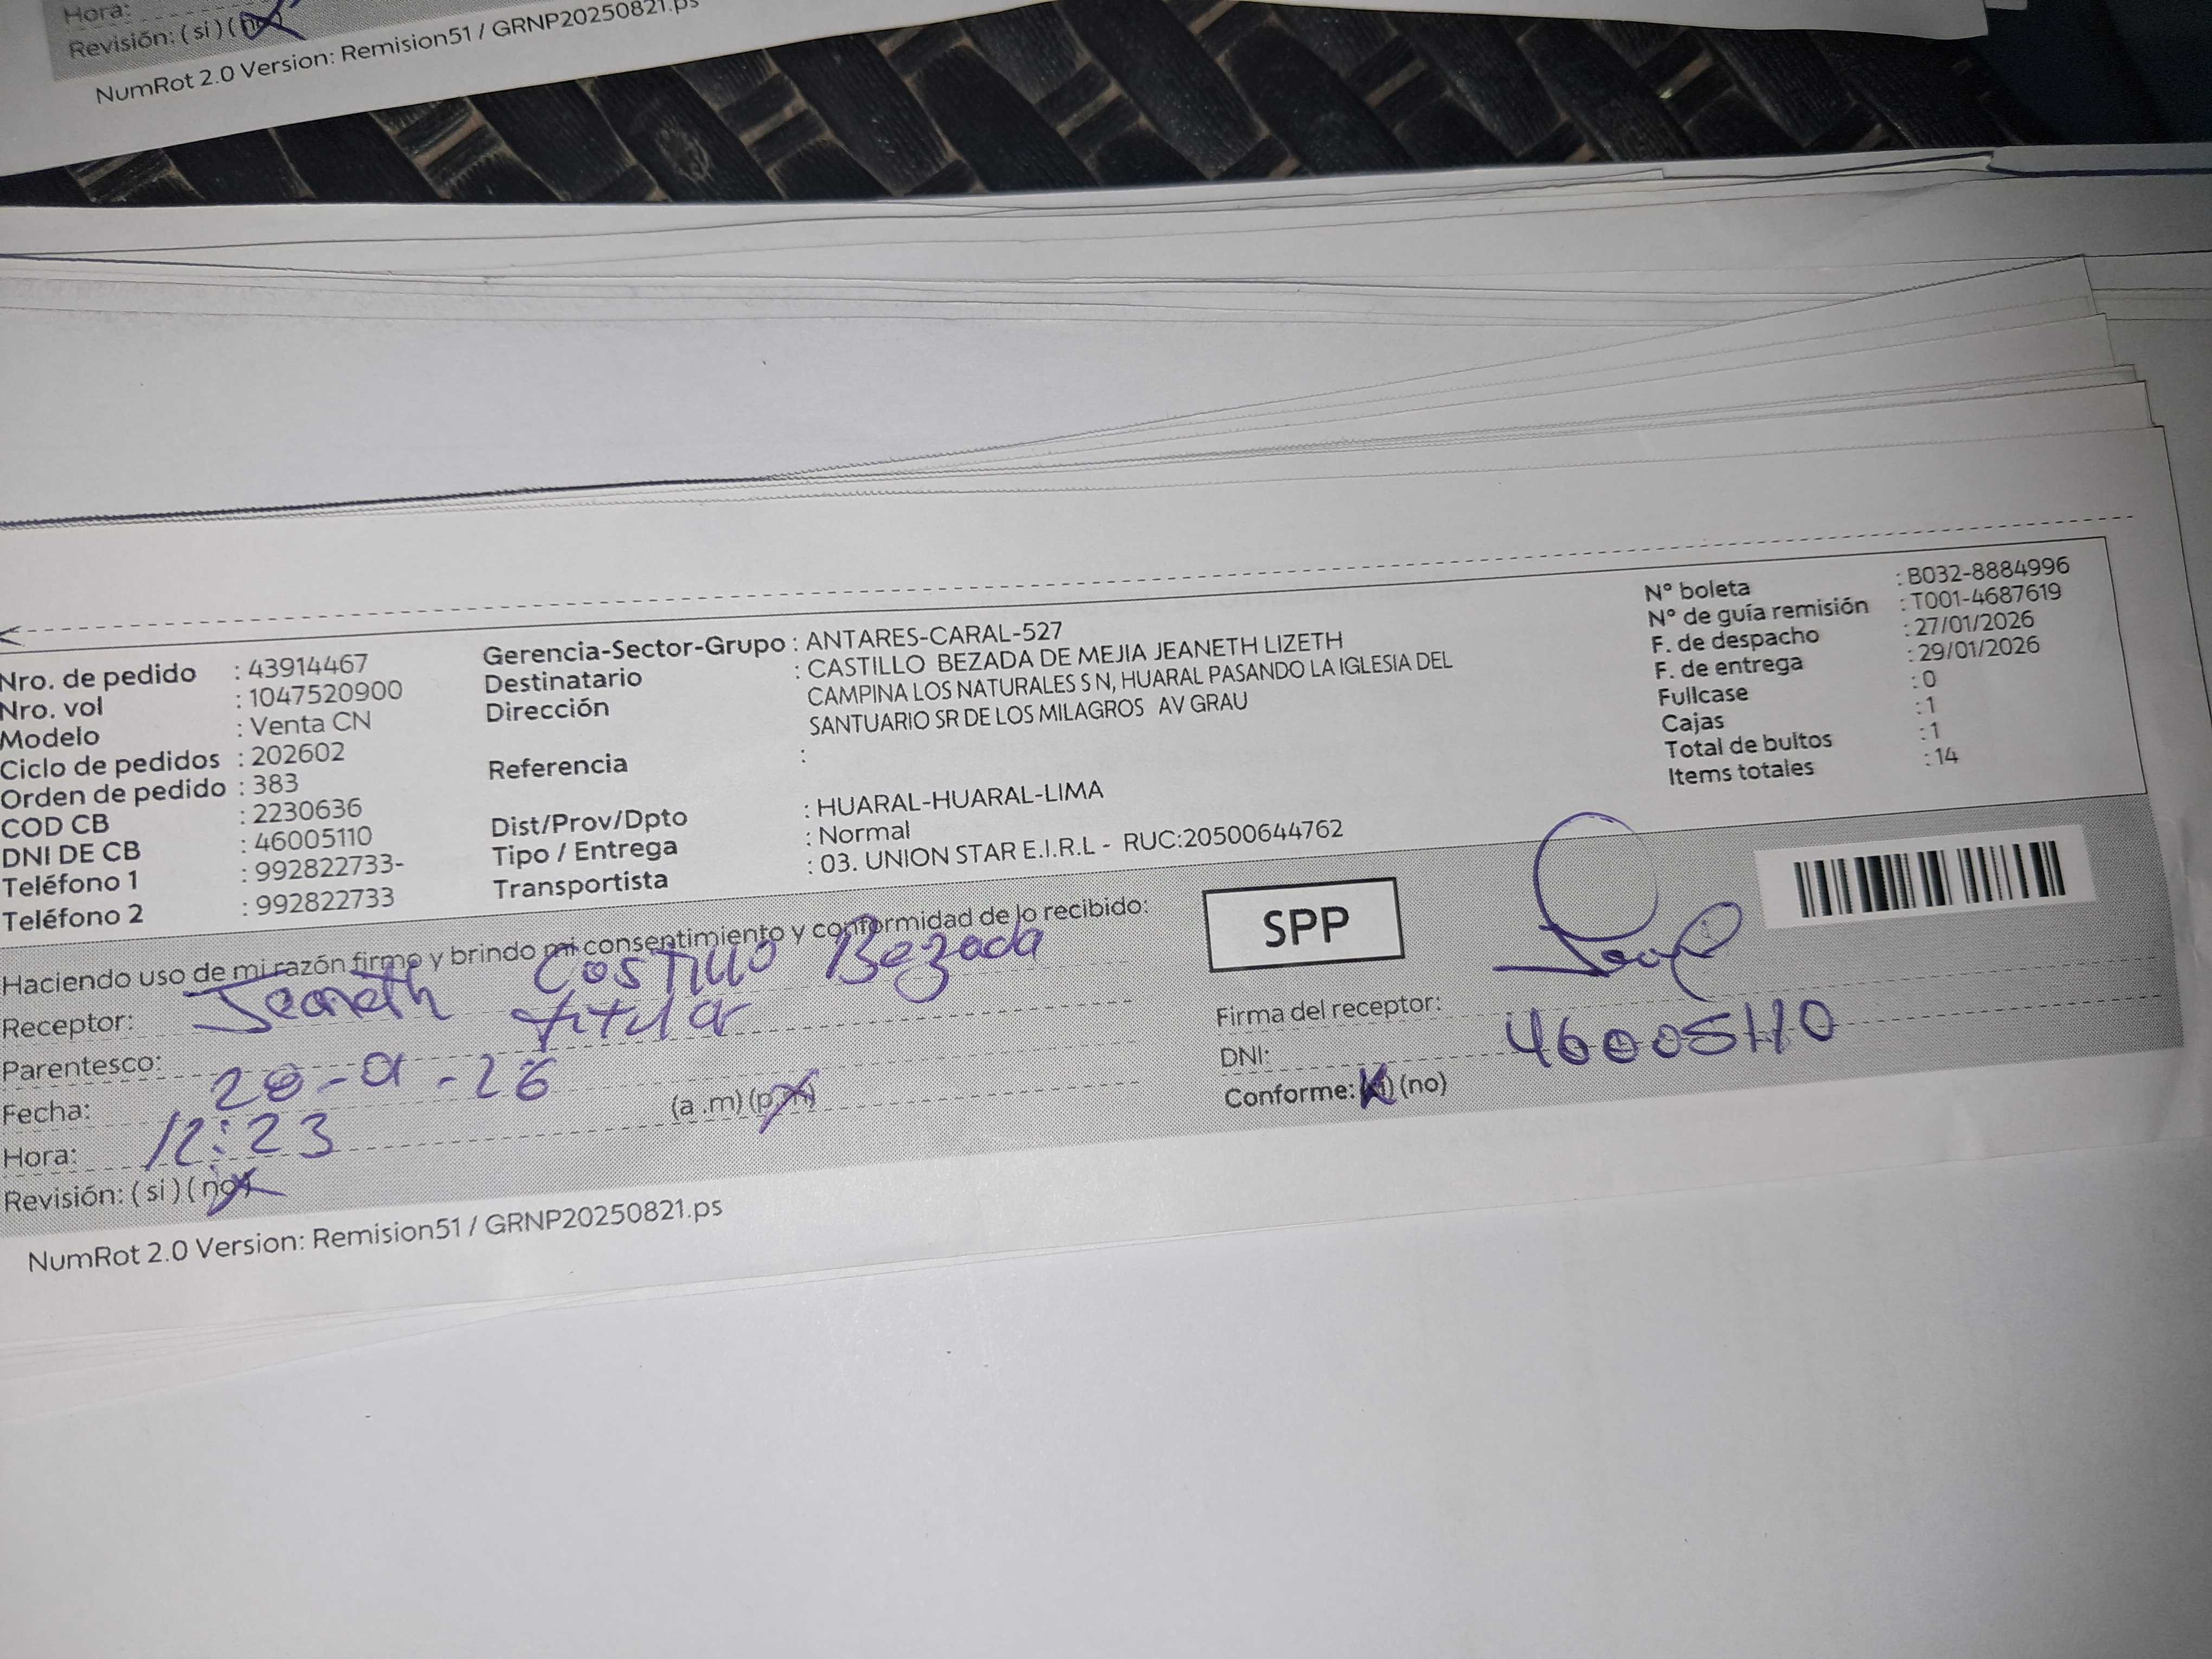 Hora:
Revisión: ( si ) ( no )
NumRot 2.0 Version: Remision51 / GRNP20250821.ps
Nro. de pedido : 43914467
Nro. vol : 1047520900
Modelo : Venta CN
Ciclo de pedidos : 202602
Orden de pedido : 383
COD CB : 2230636
DNI DE CB : 46005110
Teléfono 1 : 992822733-
Teléfono 2 : 992822733
Gerencia-Sector-Grupo : ANTARES-CARAL-527
Destinatario : CASTILLO BEZADA DE MEJIA JEANETH LIZETH
Dirección CAMPINA LOS NATURALES S N, HUARAL PASANDO LA IGLESIA DEL
SANTUARIO SR DE LOS MILAGROS AV GRAU
Referencia :
Dist/Prov/Dpto : HUARAL-HUARAL-LIMA
Tipo / Entrega : Normal
Transportista : 03. UNION STAR E.I.R.L - RUC:20500644762
N° boleta : B032-8884996
N° de guía remisión : T001-4687619
F. de despacho : 27/01/2026
F. de entrega : 29/01/2026
Fullcase : 0
Cajas : 1
Total de bultos : 1
Items totales : 14
Haciendo uso de mi razón firmo y brindo mi consentimiento y conformidad de lo recibido:
Receptor: Jeaneth Castillo Bezada
Parentesco: titular
Fecha: 28-01-26
Hora: 12:23 (a .m) (p.m)
Revisión: ( si ) ( no )
SPP
Firma del receptor:
DNI: 46005110
Conforme: (si) (no)
NumRot 2.0 Version: Remision51 / GRNP20250821.ps